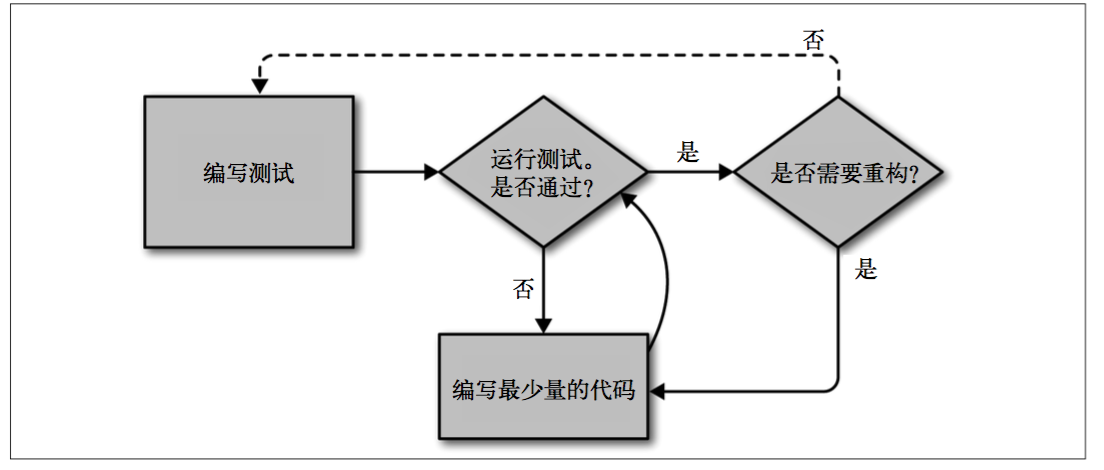 否
编写测试
运行测试。
是否通过?
是
是否需要重构?
否
是
编写最少量的代码